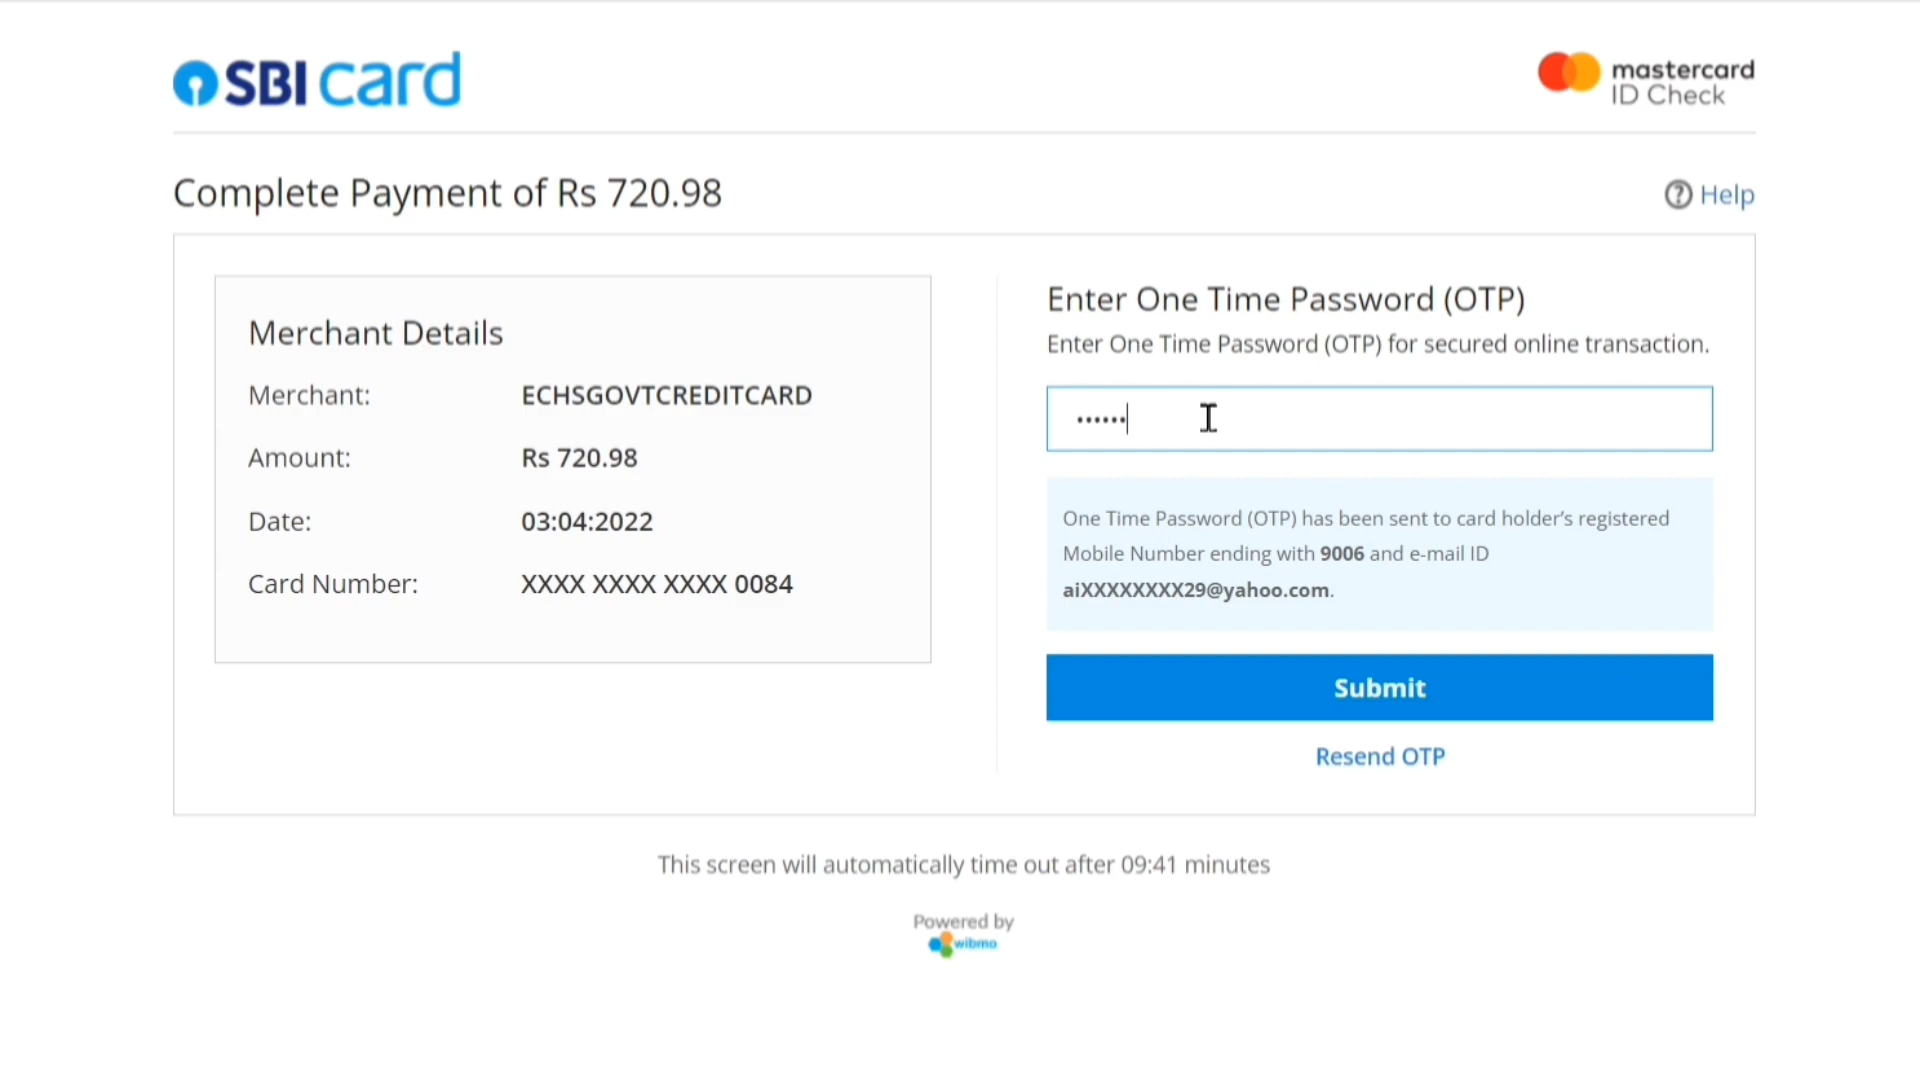 SBI card
mastercard
ID Check
Complete Payment of Rs 720.98
? Help
Merchant Details
Merchant: ECHSGOVTCREDITCARD
Amount: Rs 720.98
Date: 03:04:2022
Card Number: XXXX XXXX XXXX 0084
Enter One Time Password (OTP)
Enter One Time Password (OTP) for secured online transaction.
••••••
One Time Password (OTP) has been sent to card holder's registered
Mobile Number ending with 9006 and e-mail ID
aiXXXXXXXX29@yahoo.com.
Submit
Resend OTP
This screen will automatically time out after 09:41 minutes
Powered by
wibmo